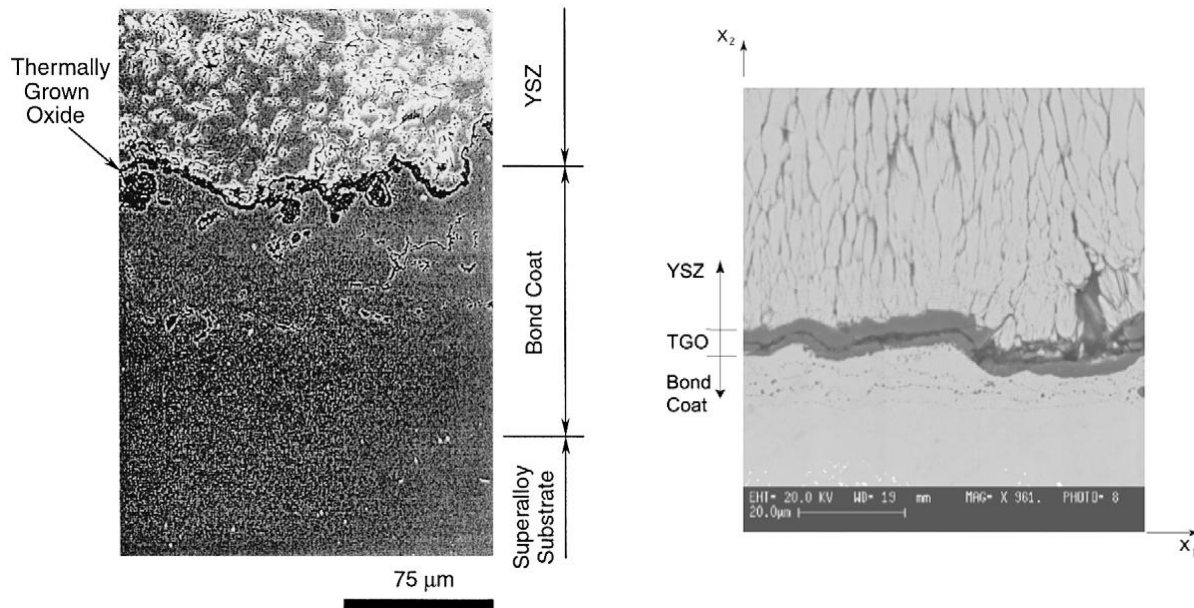 Thermally
Grown
Oxide
YSZ
Bond Coat
Superalloy
Substrate
75 μm
X₂
YSZ
TGO
Bond
Coat
EHT= 20.0 KV WD= 19 mm MAG= X 961. PHOTO= 8
20.0μm
X₁